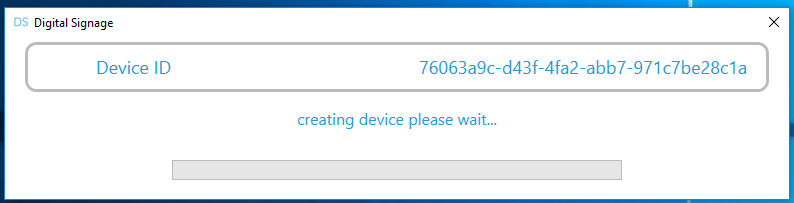 DS Digital Signage
Device ID 76063a9c-d43f-4fa2-abb7-971c7be28c1a
creating device please wait...